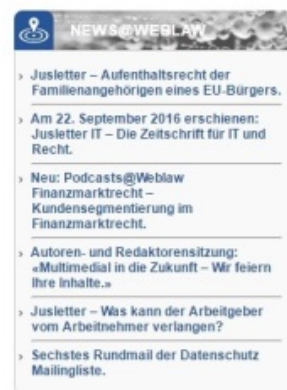 NEWS@WEBLAW
› Jusletter – Aufenthaltsrecht der
Familienangehörigen eines EU-Bürgers.
› Am 22. September 2016 erschienen:
Jusletter IT – Die Zeitschrift für IT und
Recht.
› Neu: Podcasts@Weblaw
Finanzmarktrecht –
Kundensegmentierung im
Finanzmarktrecht.
› Autoren- und Redaktorensitzung:
«Multimedial in die Zukunft – Wir feiern
Ihre Inhalte.»
› Jusletter – Was kann der Arbeitgeber
vom Arbeitnehmer verlangen?
› Sechstes Rundmail der Datenschutz
Mailingliste.